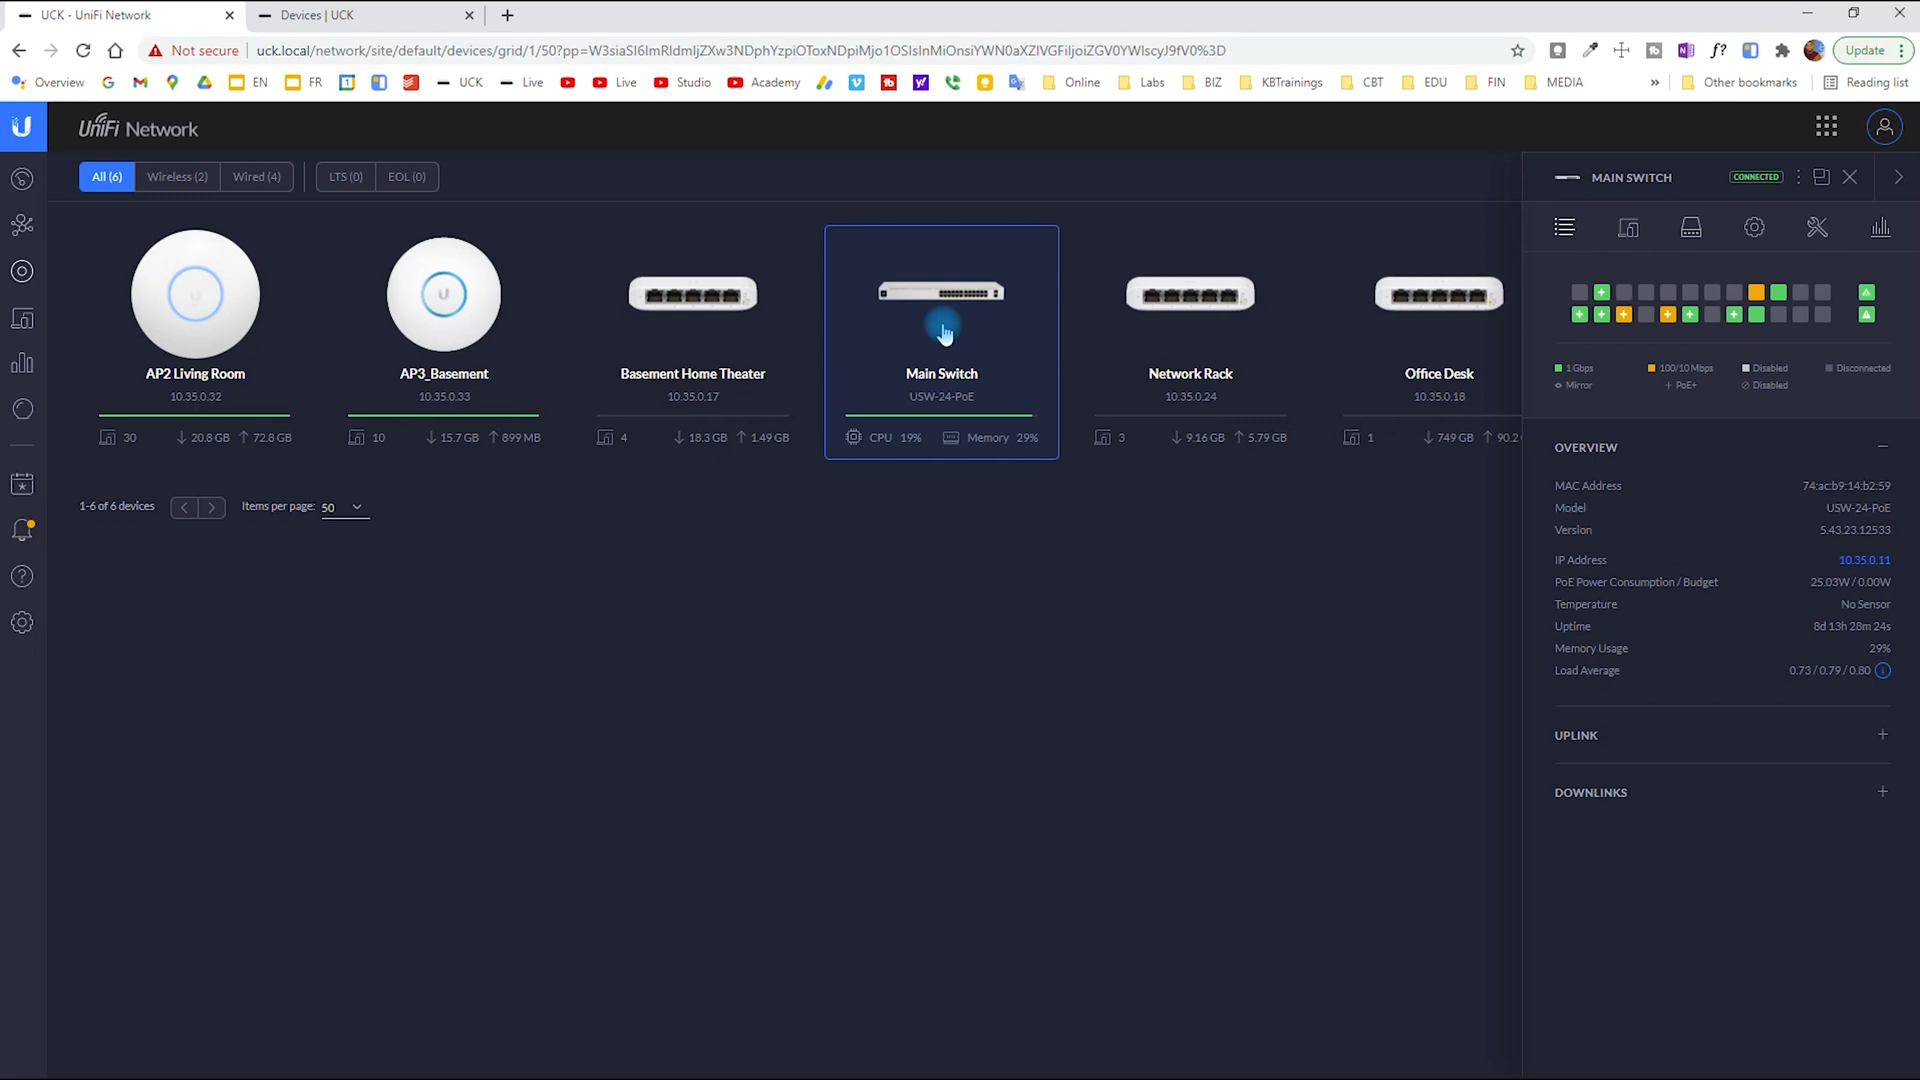 UCK - UniFi Network
Devices | UCK
Not secure
uck.local/network/site/default/devices/grid/1/50?pp=
Update
Overview
EN
FR
UCK
Live
Live
Studio
Academy
Online
Labs
BIZ
KBTrainings
CBT
EDU
FIN
MEDIA
»
Other bookmarks
Reading list
UniFi Network
All (6)
Wireless (2)
Wired (4)
LTS (0)
EOL (0)
MAIN SWITCH
CONNECTED
AP2 Living Room
10.35.0.32
30
20.8 GB
72.8 GB
AP3_Basement
10.35.0.33
10
15.7 GB
899 MB
Basement Home Theater
10.35.0.17
4
18.3 GB
1.49 GB
Main Switch
USW-24-PoE
CPU 19%
Memory 29%
Network Rack
10.35.0.24
3
9.16 GB
5.79 GB
Office Desk
10.35.0.18
1
749 GB
90.2
1-6 of 6 devices
Items per page: 50
1 Gbps
100/10 Mbps
Disabled
Disconnected
Mirror
PoE+
Disabled
OVERVIEW
MAC Address 74:ac:b9:14:b2:59
Model USW-24-PoE
Version 5.43.23.12533
IP Address 10.35.0.11
PoE Power Consumption / Budget 25.03W / 0.00W
Temperature No Sensor
Uptime 8d 13h 28m 24s
Memory Usage 29%
Load Average 0.73 / 0.79 / 0.80
UPLINK
DOWNLINKS